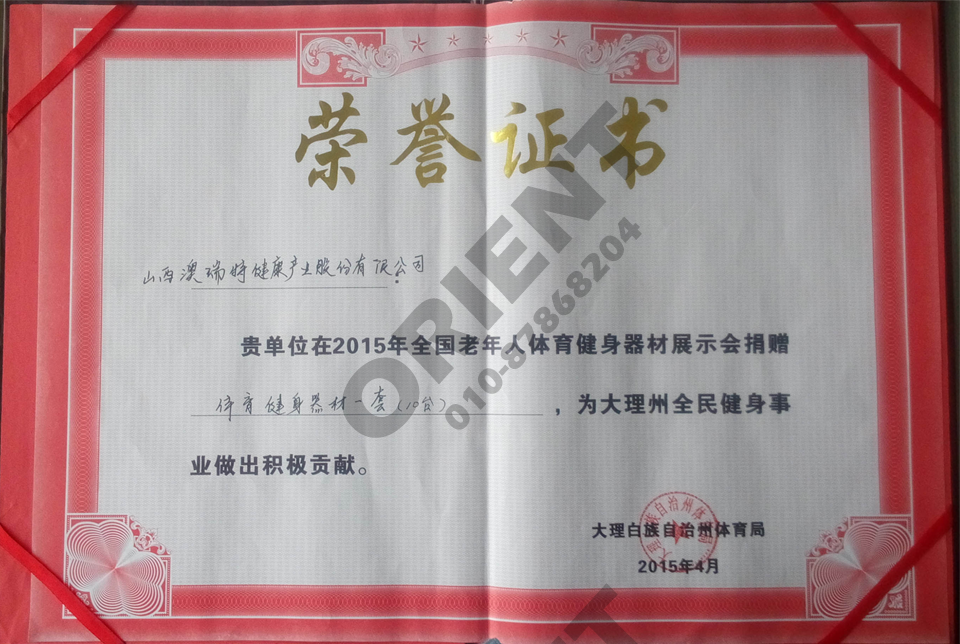 荣誉证书
山西澳瑞特健康产业股份有限公司：
贵单位在2015年全国老年人体育健身器材展示会捐赠
体育健身器材一套（10台），为大理州全民健身事
业做出积极贡献。
大理白族自治州体育局
2015年4月
ORIENT
010-87868204